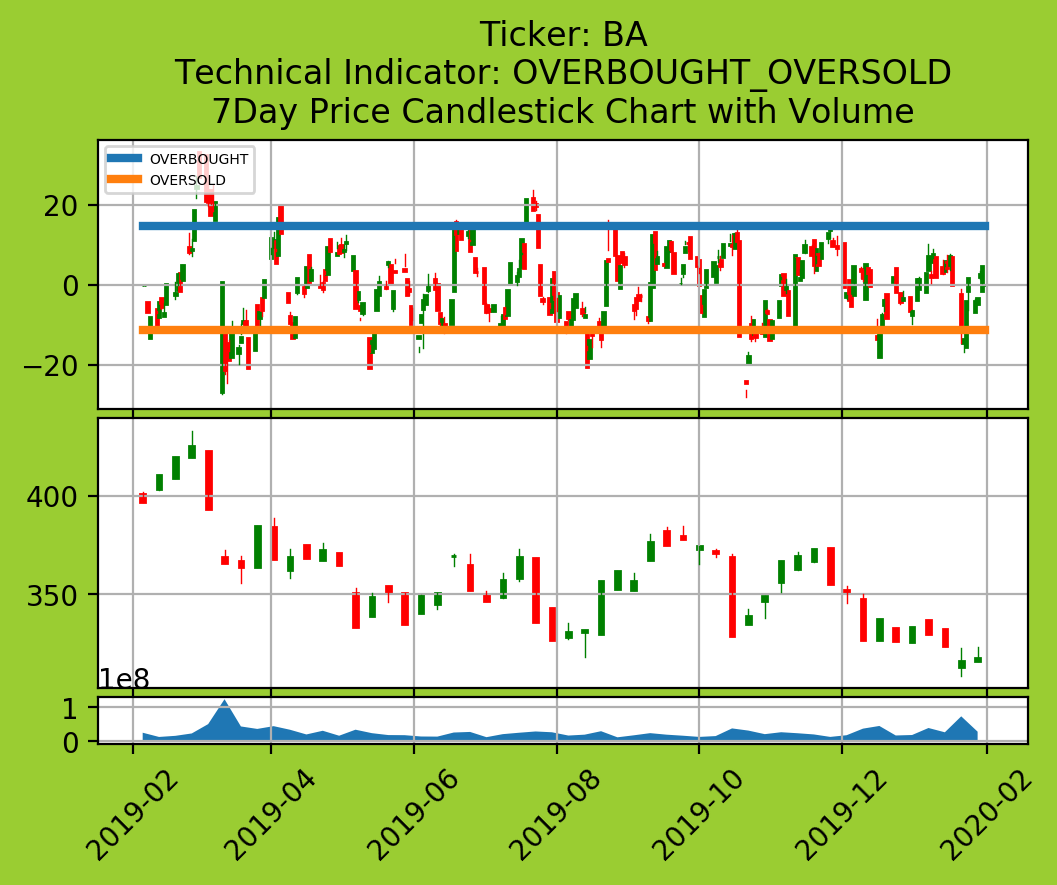 Ticker: BA
Technical Indicator: OVERBOUGHT_OVERSOLD
7Day Price Candlestick Chart with Volume
OVERBOUGHT
OVERSOLD
20
0
−20
400
350
1e8
1
0
2019-02
2019-04
2019-06
2019-08
2019-10
2019-12
2020-02